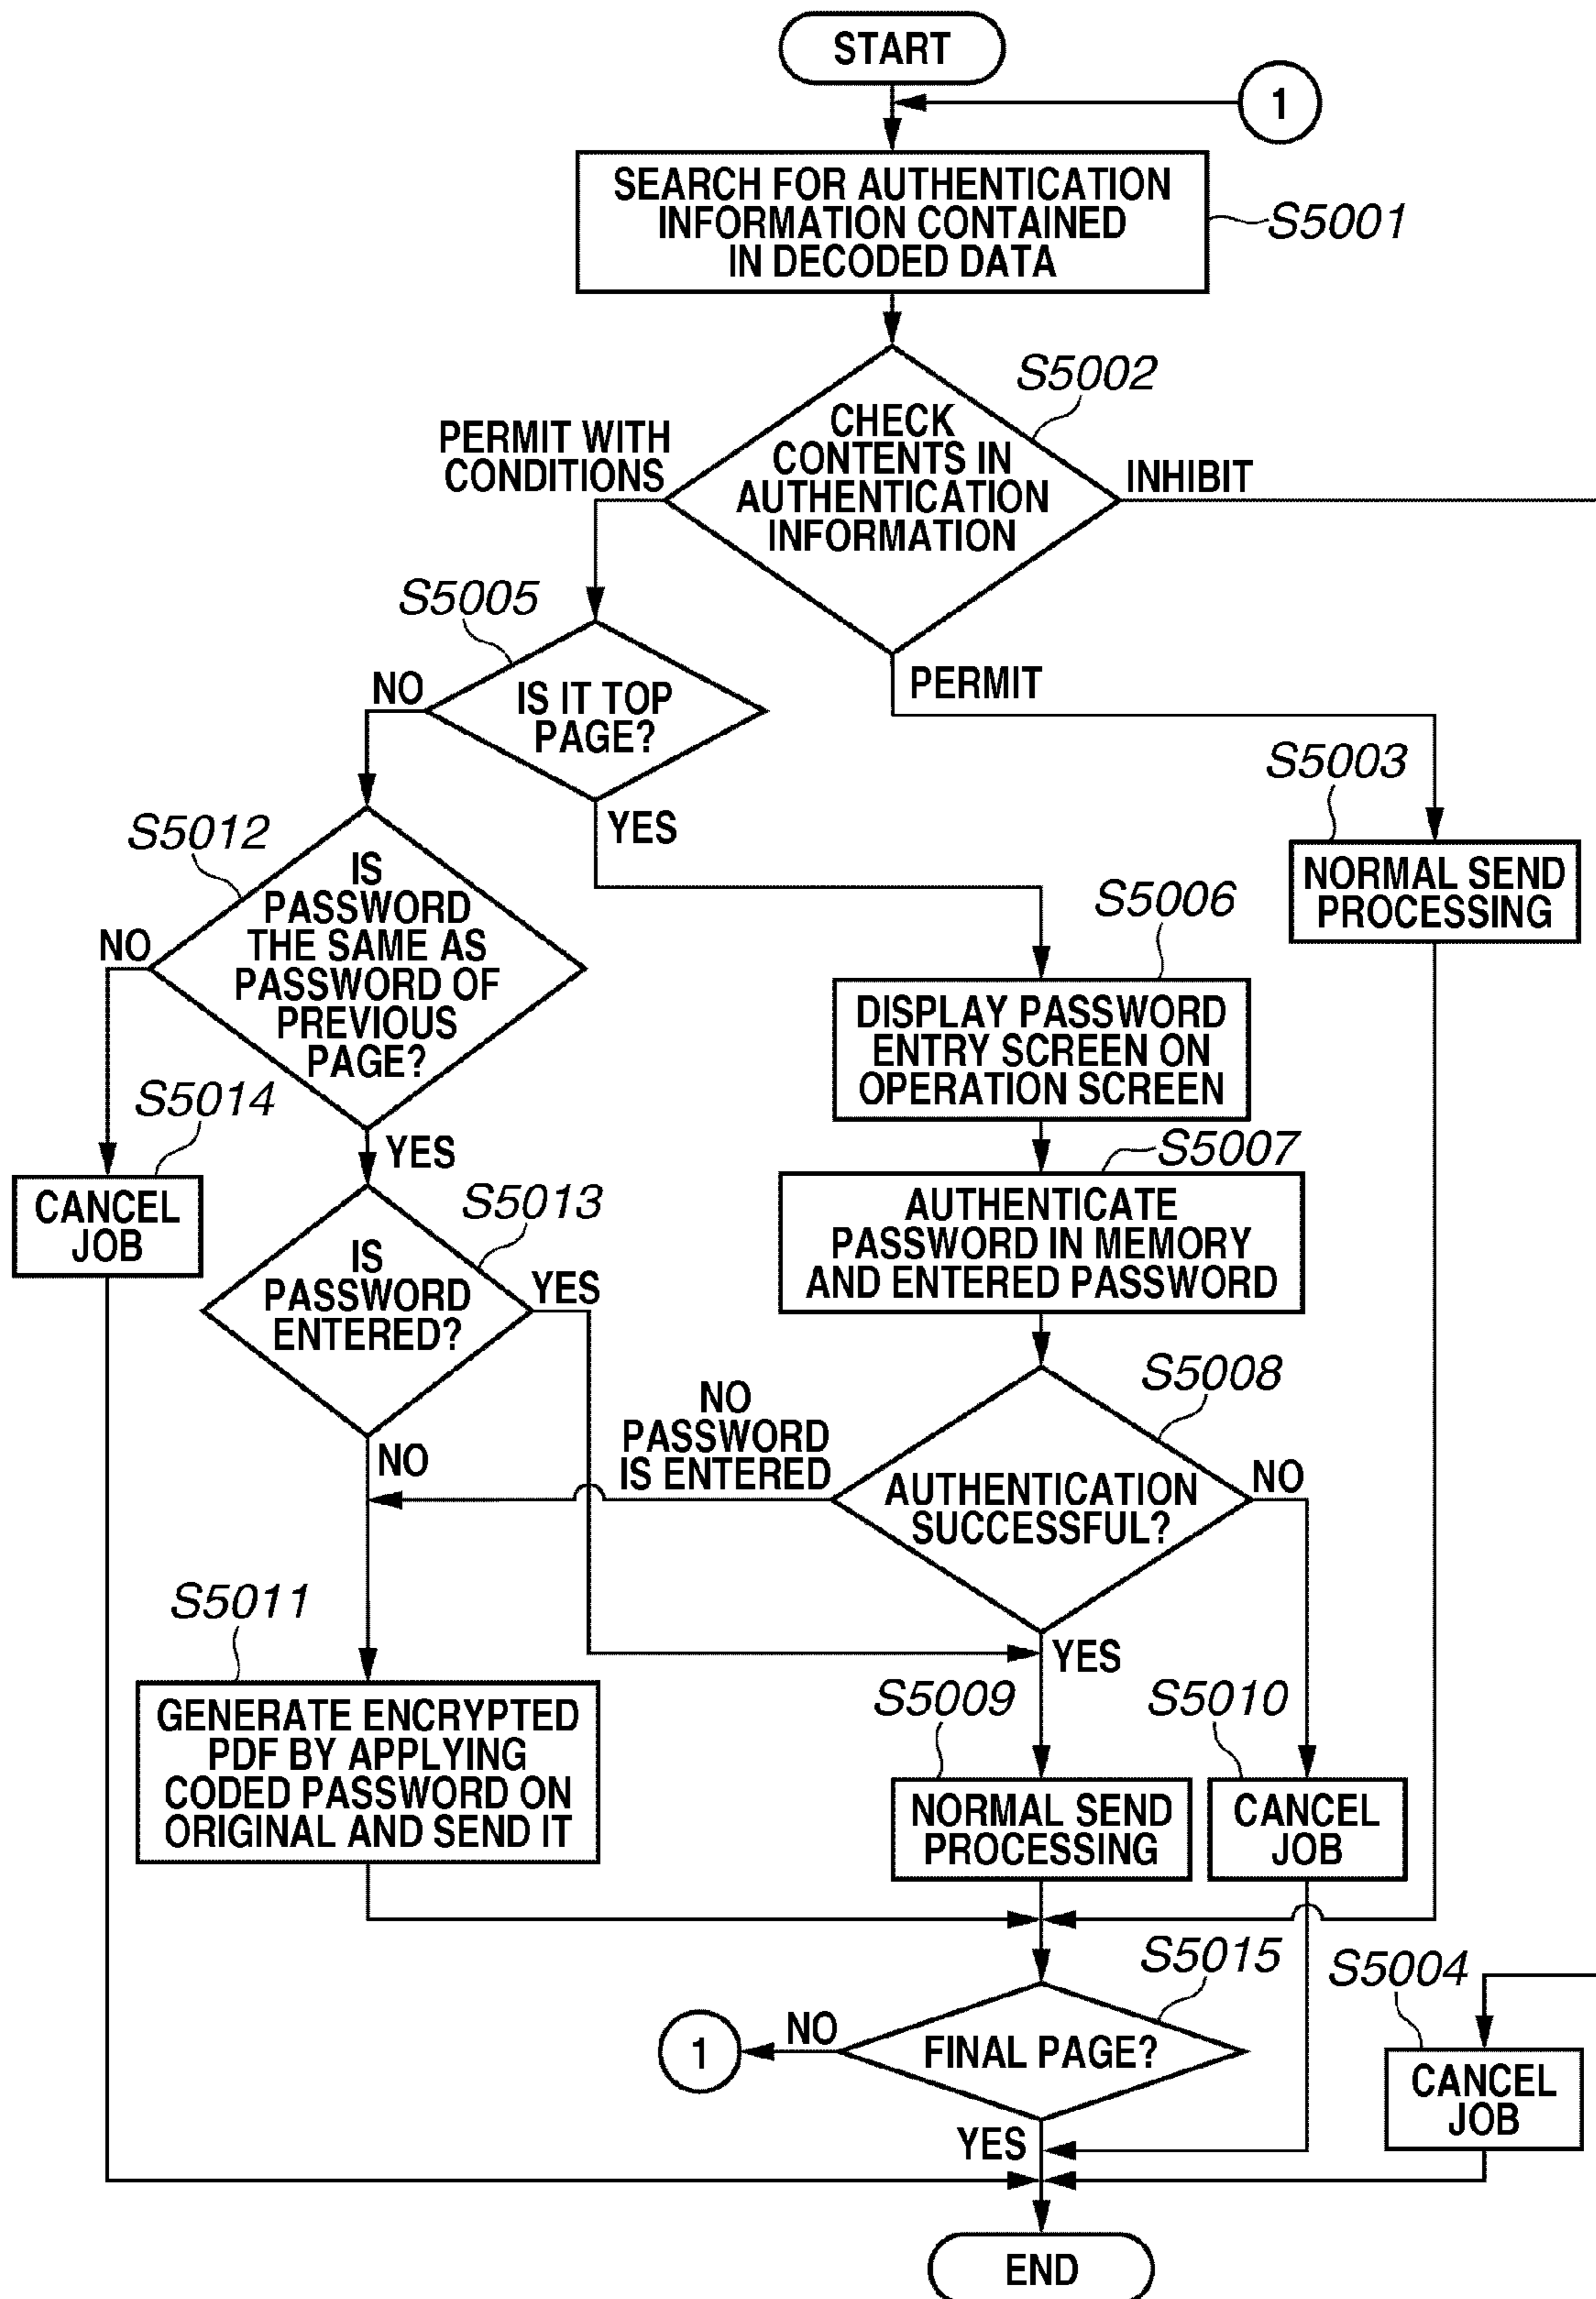 START
1
SEARCH FOR AUTHENTICATION
INFORMATION CONTAINED
IN DECODED DATA
S5001
S5002
CHECK
CONTENTS IN
AUTHENTICATION
INFORMATION
PERMIT WITH
CONDITIONS
INHIBIT
PERMIT
S5005
IS IT TOP
PAGE?
NO
YES
S5003
NORMAL SEND
PROCESSING
S5012
IS
PASSWORD
THE SAME AS
PASSWORD OF
PREVIOUS
PAGE?
NO
YES
S5006
DISPLAY PASSWORD
ENTRY SCREEN ON
OPERATION SCREEN
S5014
CANCEL
JOB
S5007
AUTHENTICATE
PASSWORD IN MEMORY
AND ENTERED PASSWORD
S5013
IS
PASSWORD
ENTERED?
YES
NO
S5008
AUTHENTICATION
SUCCESSFUL?
NO
PASSWORD
IS ENTERED
NO
YES
S5011
GENERATE ENCRYPTED
PDF BY APPLYING
CODED PASSWORD ON
ORIGINAL AND SEND IT
S5009
NORMAL SEND
PROCESSING
S5010
CANCEL
JOB
S5015
FINAL PAGE?
NO
1
YES
S5004
CANCEL
JOB
END